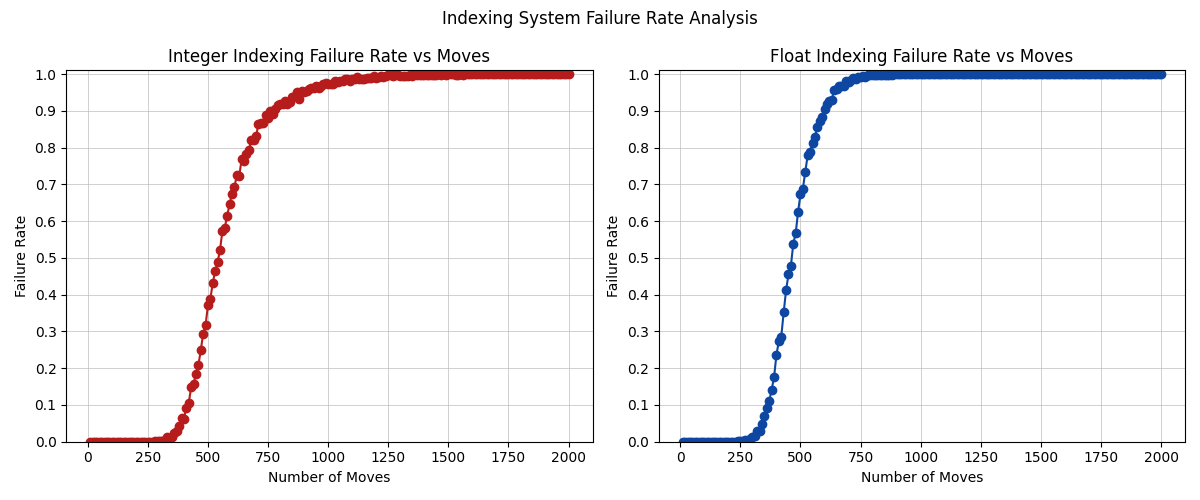 Indexing System Failure Rate Analysis
Integer Indexing Failure Rate vs Moves
1.0
0.9
0.8
0.7
0.6
0.5
0.4
0.3
0.2
0.1
0.0
Failure Rate
0 250 500 750 1000 1250 1500 1750 2000
Number of Moves
Float Indexing Failure Rate vs Moves
1.0
0.9
0.8
0.7
0.6
0.5
0.4
0.3
0.2
0.1
0.0
Failure Rate
0 250 500 750 1000 1250 1500 1750 2000
Number of Moves